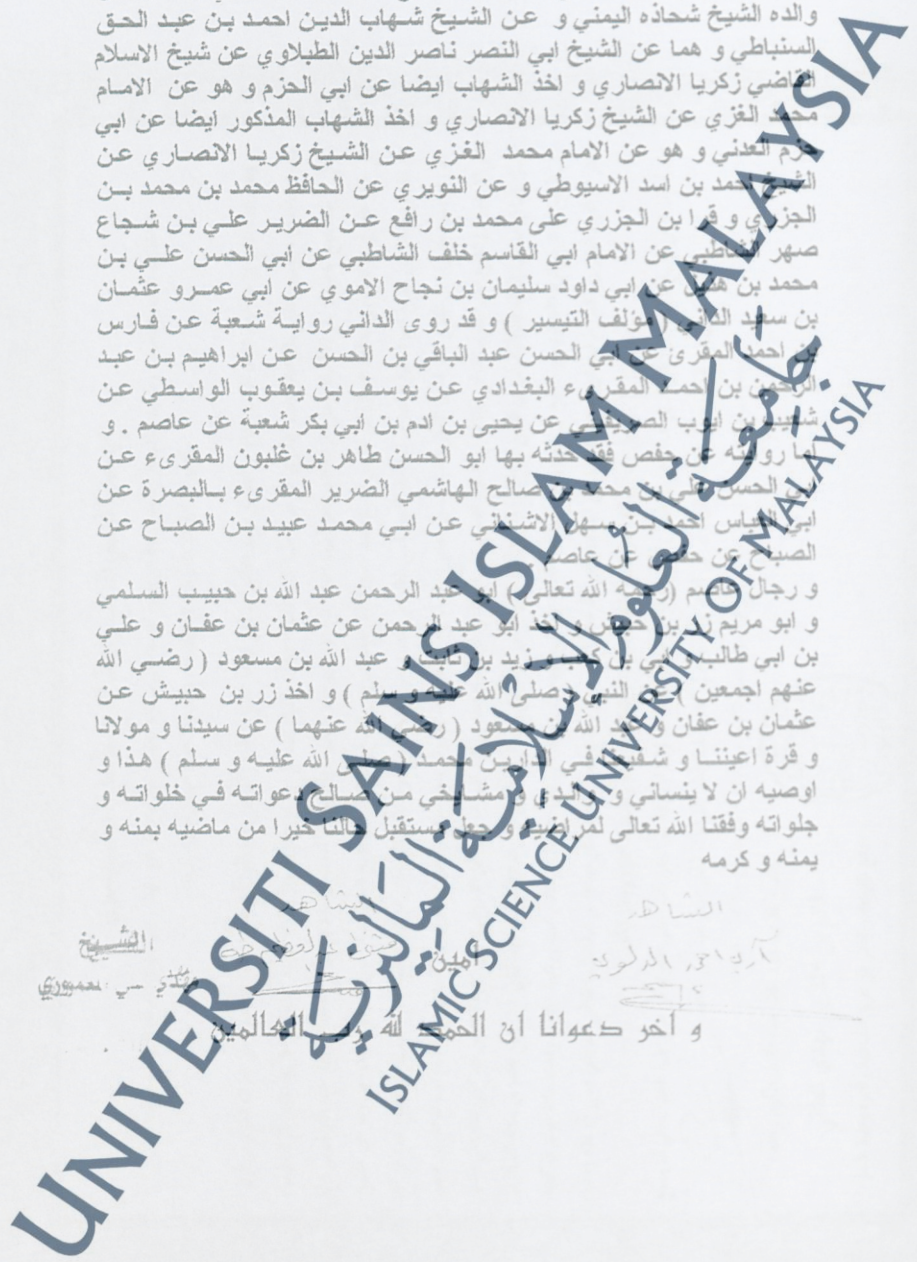 والده الشيخ شحاذه اليمني و عن الشيخ شهاب الدين احمد بن عبد الحق
السنباطي و هما عن الشيخ ابي النصر ناصر الدين الطبلاوي عن شيخ الاسلام
القاضي زكريا الانصاري و اخذ الشهاب ايضا عن ابي الحزم و هو عن الامام
محمد الغزي عن الشيخ زكريا الانصاري و اخذ الشهاب المذكور ايضا عن ابي
حزم العدني و هو عن الامام محمد الغزي عن الشيخ زكريا الانصاري عن
الشيخ احمد بن اسد الاسيوطي و عن النويري عن الحافظ محمد بن محمد بن
الجزري و قرا بن الجزري على محمد بن رافع عن الضرير علي بن شجاع
صهر الشاطبي عن الامام ابي القاسم خلف الشاطبي عن ابي الحسن علي بن
محمد بن هذيل عن ابي داود سليمان بن نجاح الاموي عن ابي عمرو عثمان
بن سعيد الداني ( مؤلف التيسير ) و قد روى الداني رواية شعبة عن فارس
بن احمد المقرئ عن ابي الحسن عبد الباقي بن الحسن عن ابراهيم بن عبد
الرحمن بن احمد المقرىء البغدادي عن يوسف بن يعقوب الواسطي عن
شعيب بن ايوب الصريفيني عن يحيى بن ادم بن ابي بكر شعبة عن عاصم . و
روايته عن حفص فقد حدثه بها ابو الحسن طاهر بن غلبون المقرىء عن
ابي الحسن علي بن محمد بن صالح الهاشمي الضرير المقرىء بالبصرة عن
ابي العباس احمد بن سهل الاشناني عن ابي محمد عبيد بن الصباح عن
الصباح عن حفص عن عاصم
و رجال عاصم ( رحمه الله تعالى ) ابو عبد الرحمن عبد الله بن حبيب السلمي
و ابو مريم زر بن حبيش و اخذ ابو عبد الرحمن عن عثمان بن عفان و علي
بن ابي طالب و ابي بن كعب و زيد بن ثابت و عبد الله بن مسعود ( رضي الله
عنهم اجمعين ) عن النبي ( صلى الله عليه و سلم ) و اخذ زر بن حبيش عن
عثمان بن عفان و عبد الله بن مسعود ( رضي الله عنهما ) عن سيدنا و مولانا
و قرة اعيننا و شفيعنا في الدارين محمد ( صلى الله عليه و سلم ) هذا و
اوصيه ان لا ينساني و والدي و مشايخي من صالح دعواته في خلواته و
جلواته وفقنا الله تعالى لمراضيه و جعل مستقبل حالنا خيرا من ماضيه بمنه و
يمنه و كرمه
الشاهد
الشاهد
الشيخ
امين
و اخر دعوانا ان الحمد لله رب العالمين
UNIVERSITI SAINS ISLAM MALAYSIA
جامعة العلوم الإسلامية الماليزية
ISLAMIC SCIENCE UNIVERSITY OF MALAYSIA